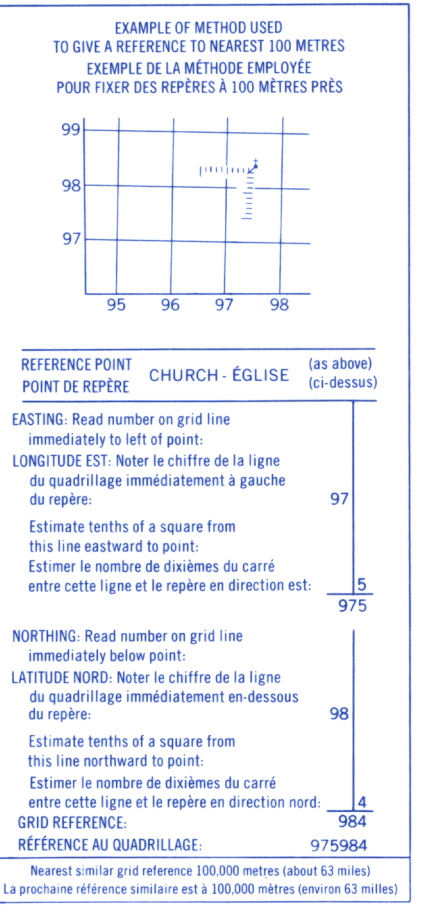 EXAMPLE OF METHOD USED
TO GIVE A REFERENCE TO NEAREST 100 METRES
EXEMPLE DE LA MÉTHODE EMPLOYÉE
POUR FIXER DES REPÈRES À 100 MÈTRES PRÈS
99
98
97
95 96 97 98
REFERENCE POINT
POINT DE REPÈRE
CHURCH - ÉGLISE
(as above)
(ci-dessus)
EASTING: Read number on grid line
immediately to left of point:
LONGITUDE EST: Noter le chiffre de la ligne
du quadrillage immédiatement à gauche
du repère: 97
Estimate tenths of a square from
this line eastward to point:
Estimer le nombre de dixièmes du carré
entre cette ligne et le repère en direction est: 5
975
NORTHING: Read number on grid line
immediately below point:
LATITUDE NORD: Noter le chiffre de la ligne
du quadrillage immédiatement en-dessous
du repère: 98
Estimate tenths of a square from
this line northward to point:
Estimer le nombre de dixièmes du carré
entre cette ligne et le repère en direction nord: 4
GRID REFERENCE: 984
RÉFÉRENCE AU QUADRILLAGE: 975984
Nearest similar grid reference 100,000 metres (about 63 miles)
La prochaine référence similaire est à 100,000 mètres (environ 63 milles)